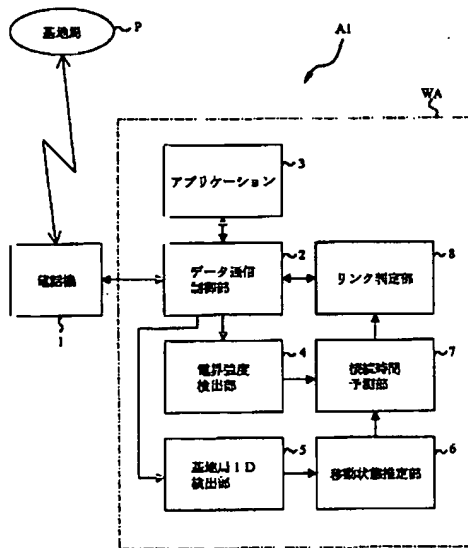 基地局
P
A1
WA
アプリケーション
3
電話機
1
データ通信
制御部
2
リンク判定部
8
電界強度
検出部
4
接続時間
予測部
7
基地局ID
検出部
5
移動状態推定部
6